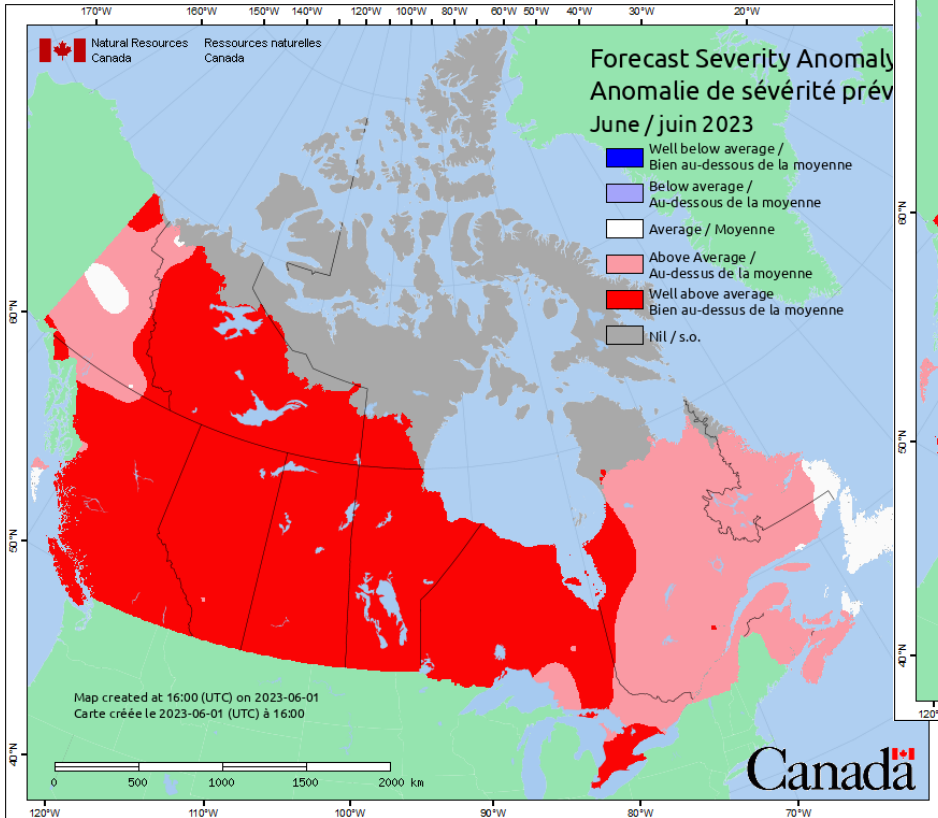 170°W 160°W 150°W 140°W 130°W 120°W 110°W 100°W 90°W 80°W 70°W 60°W 50°W 40°W 30°W 20°W
Natural Resources Ressources naturelles
Canada Canada
Forecast Severity Anomaly
Anomalie de sévérité prév
June / juin 2023
Well below average /
Bien au-dessous de la moyenne
Below average /
Au-dessous de la moyenne
Average / Moyenne
Above Average /
Au-dessus de la moyenne
Well above average
Bien au-dessus de la moyenne
Nil / s.o.
60°N 60°N
50°N 50°N
40°N 40°N
Map created at 16:00 (UTC) on 2023-06-01
Carte créée le 2023-06-01 (UTC) à 16:00
0 500 1000 1500 2000 km
Canada
120°W 110°W 100°W 90°W 80°W 70°W
120°